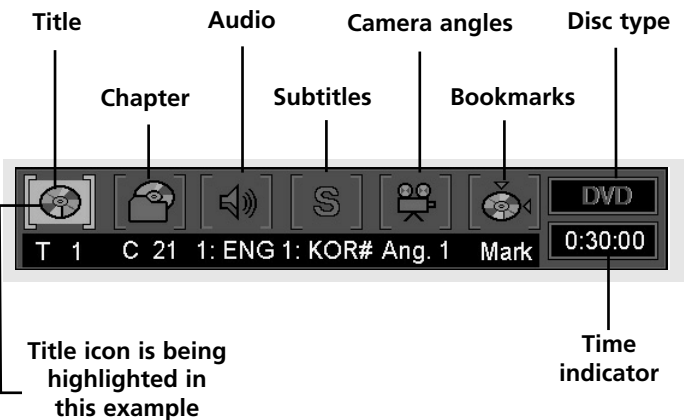 Title
Audio
Camera angles
Disc type
Chapter
Subtitles
Bookmarks
S
DVD
T 1
C 21
1: ENG
1: KOR#
Ang. 1
Mark
0:30:00
Title icon is being
highlighted in
this example
Time
indicator